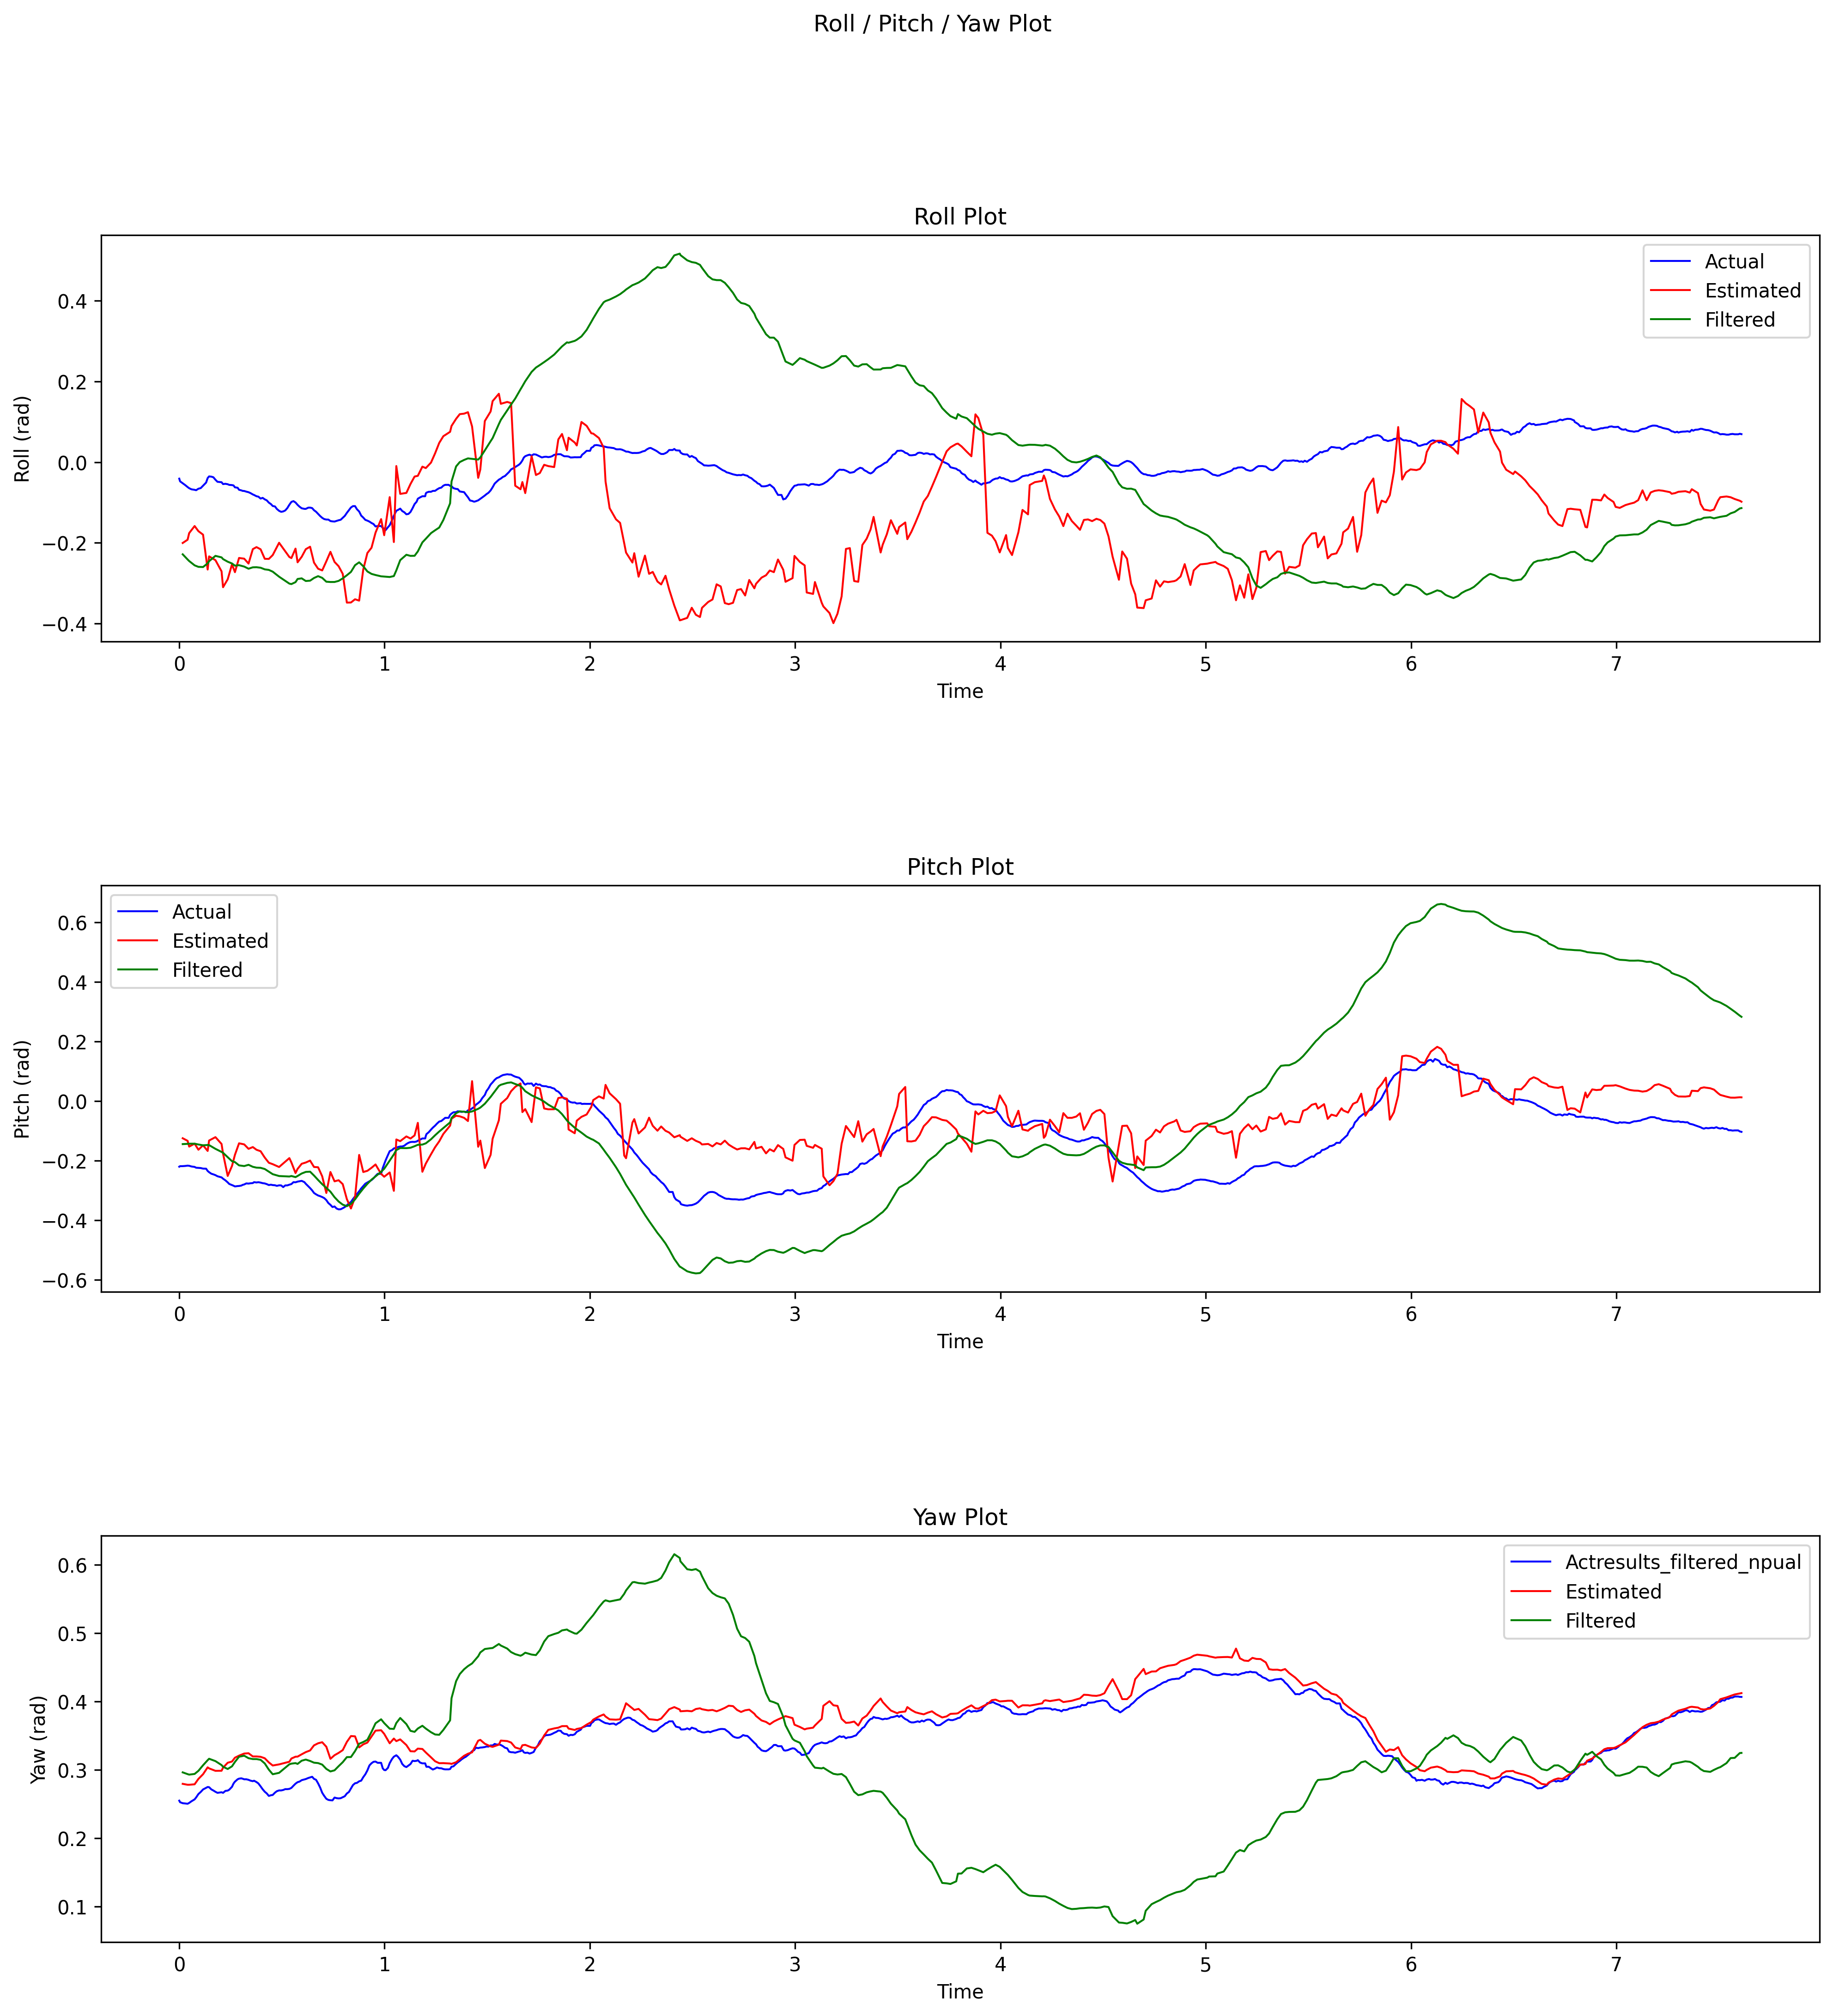 Roll / Pitch / Yaw Plot
Roll Plot
Actual
Estimated
Filtered
Roll (rad)
0.4
0.2
0.0
−0.2
−0.4
0 1 2 3 4 5 6 7
Time
Pitch Plot
Actual
Estimated
Filtered
Pitch (rad)
0.6
0.4
0.2
0.0
−0.2
−0.4
−0.6
0 1 2 3 4 5 6 7
Time
Yaw Plot
Actresults_filtered_npual
Estimated
Filtered
Yaw (rad)
0.6
0.5
0.4
0.3
0.2
0.1
0 1 2 3 4 5 6 7
Time